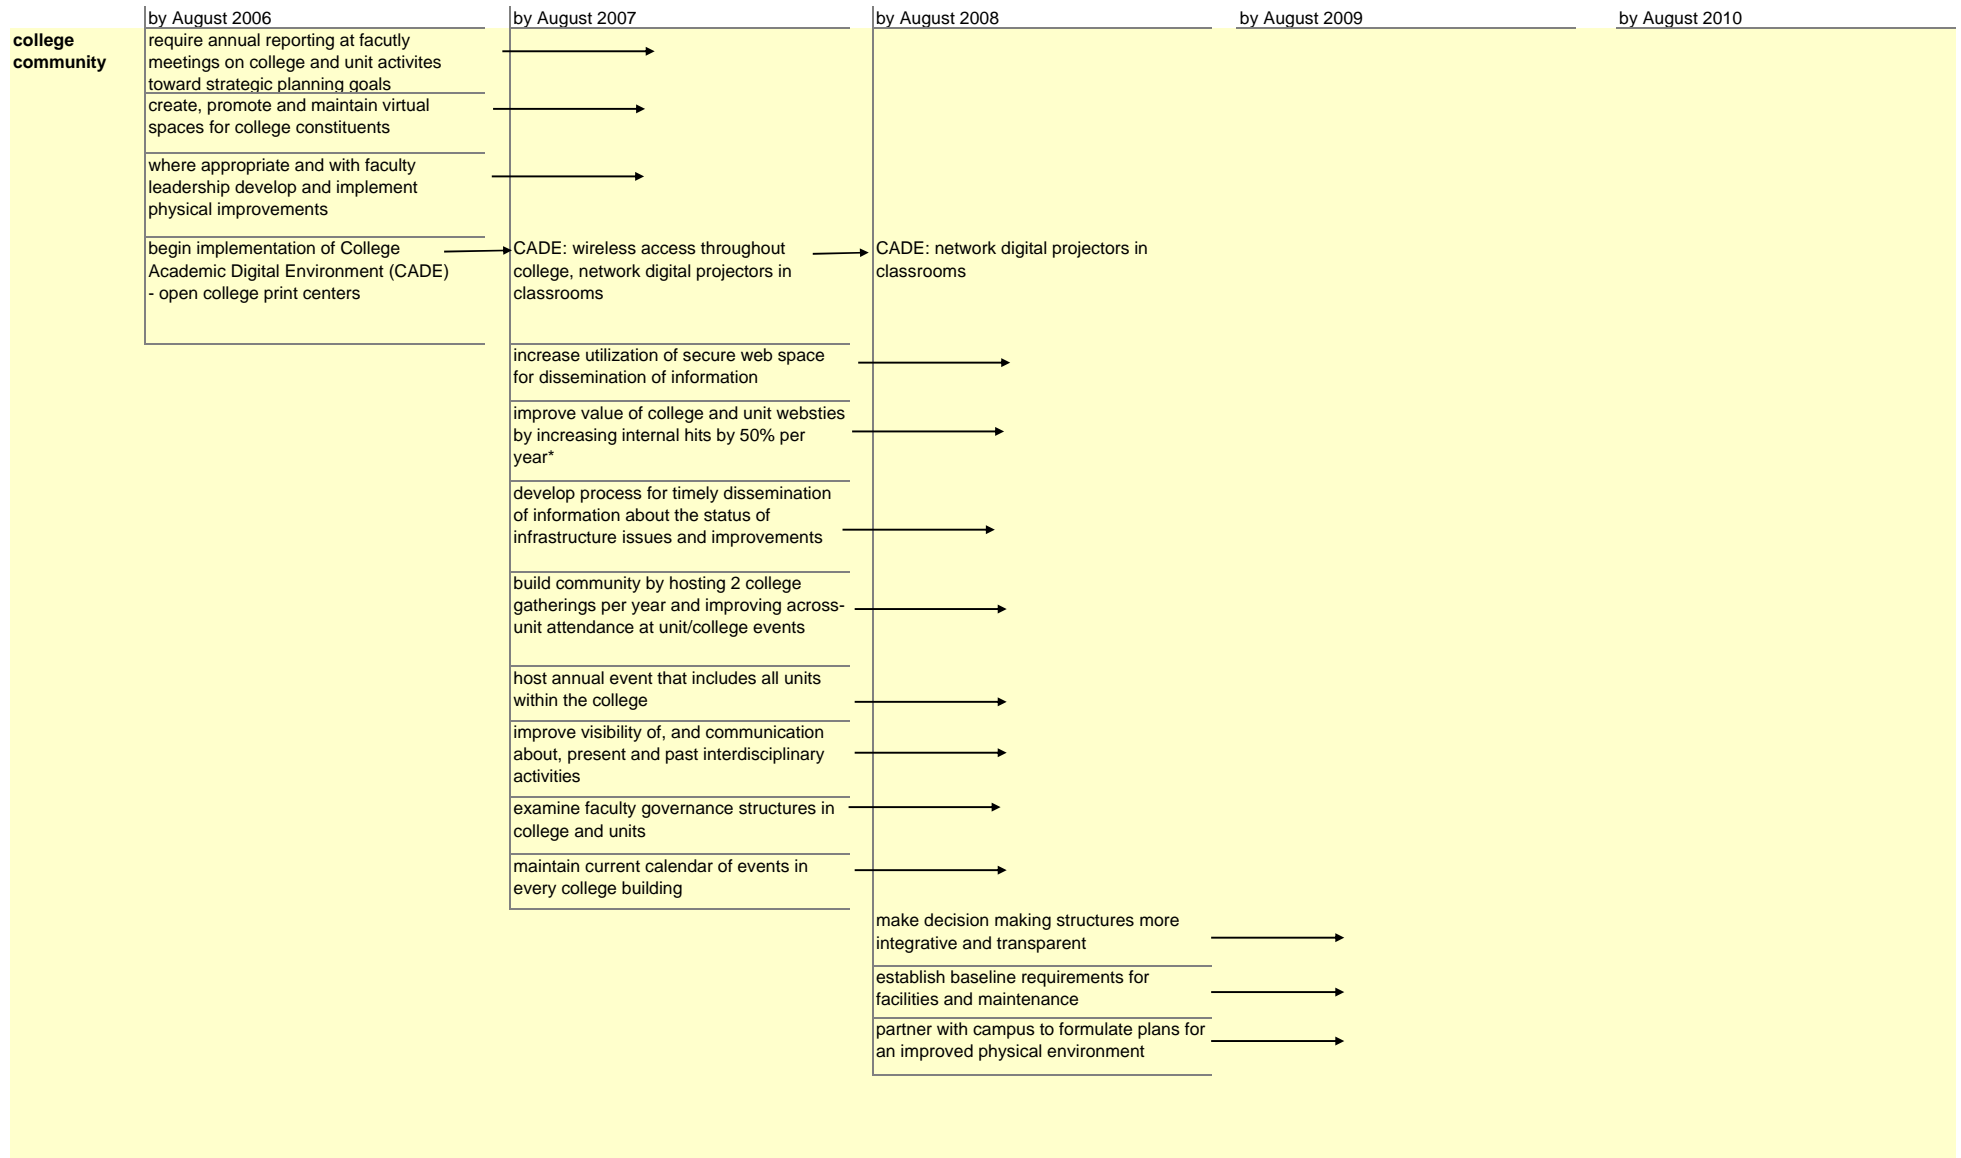 by August 2006
by August 2007
by August 2008
by August 2009
by August 2010
college
community
require annual reporting at facutly
meetings on college and unit activites
toward strategic planning goals
create, promote and maintain virtual
spaces for college constituents
where appropriate and with faculty
leadership develop and implement
physical improvements
begin implementation of College
Academic Digital Environment (CADE)
- open college print centers
CADE: wireless access throughout
college, network digital projectors in
classrooms
CADE: network digital projectors in
classrooms
increase utilization of secure web space
for dissemination of information
improve value of college and unit websties
by increasing internal hits by 50% per
year*
develop process for timely dissemination
of information about the status of
infrastructure issues and improvements
build community by hosting 2 college
gatherings per year and improving across-
unit attendance at unit/college events
host annual event that includes all units
within the college
improve visibility of, and communication
about, present and past interdisciplinary
activities
examine faculty governance structures in
college and units
maintain current calendar of events in
every college building
make decision making structures more
integrative and transparent
establish baseline requirements for
facilities and maintenance
partner with campus to formulate plans for
an improved physical environment